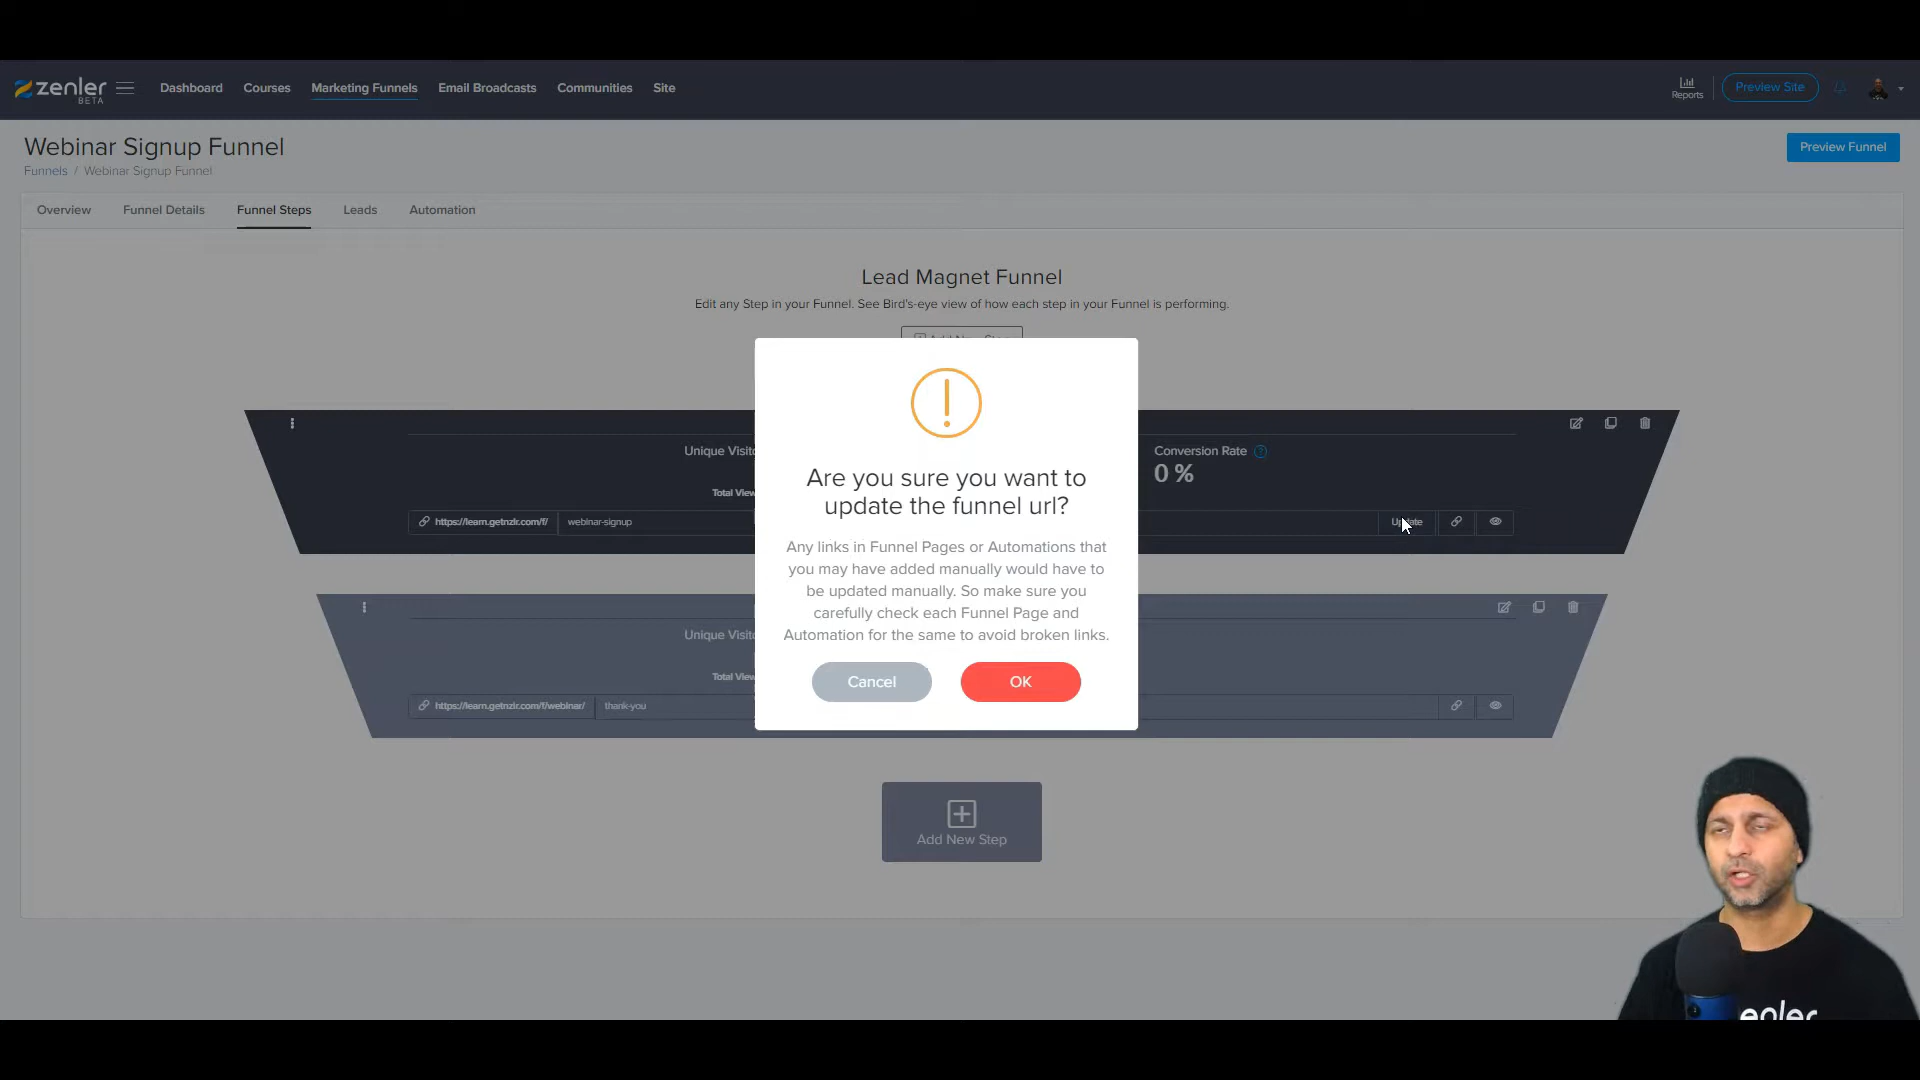 zenler
BETA
Dashboard
Courses
Marketing Funnels
Email Broadcasts
Communities
Site
Reports
Preview Site
Webinar Signup Funnel
Funnels / Webinar Signup Funnel
Preview Funnel
Overview
Funnel Details
Funnel Steps
Leads
Automation
Lead Magnet Funnel
Edit any Step in your Funnel. See Bird's-eye view of how each step in your Funnel is performing.
Are you sure you want to
update the funnel url?
Any links in Funnel Pages or Automations that
you may have added manually would have to
be updated manually. So make sure you
carefully check each Funnel Page and
Automation for the same to avoid broken links.
Cancel
OK
Unique
Conversion Rate ?
0 %
Total
https://learn.getnzlr.com/f/
webinar-signup
Update
Unique
Total
https://learn.getnzlr.com/f/webinar/
thank-you
Add New Step